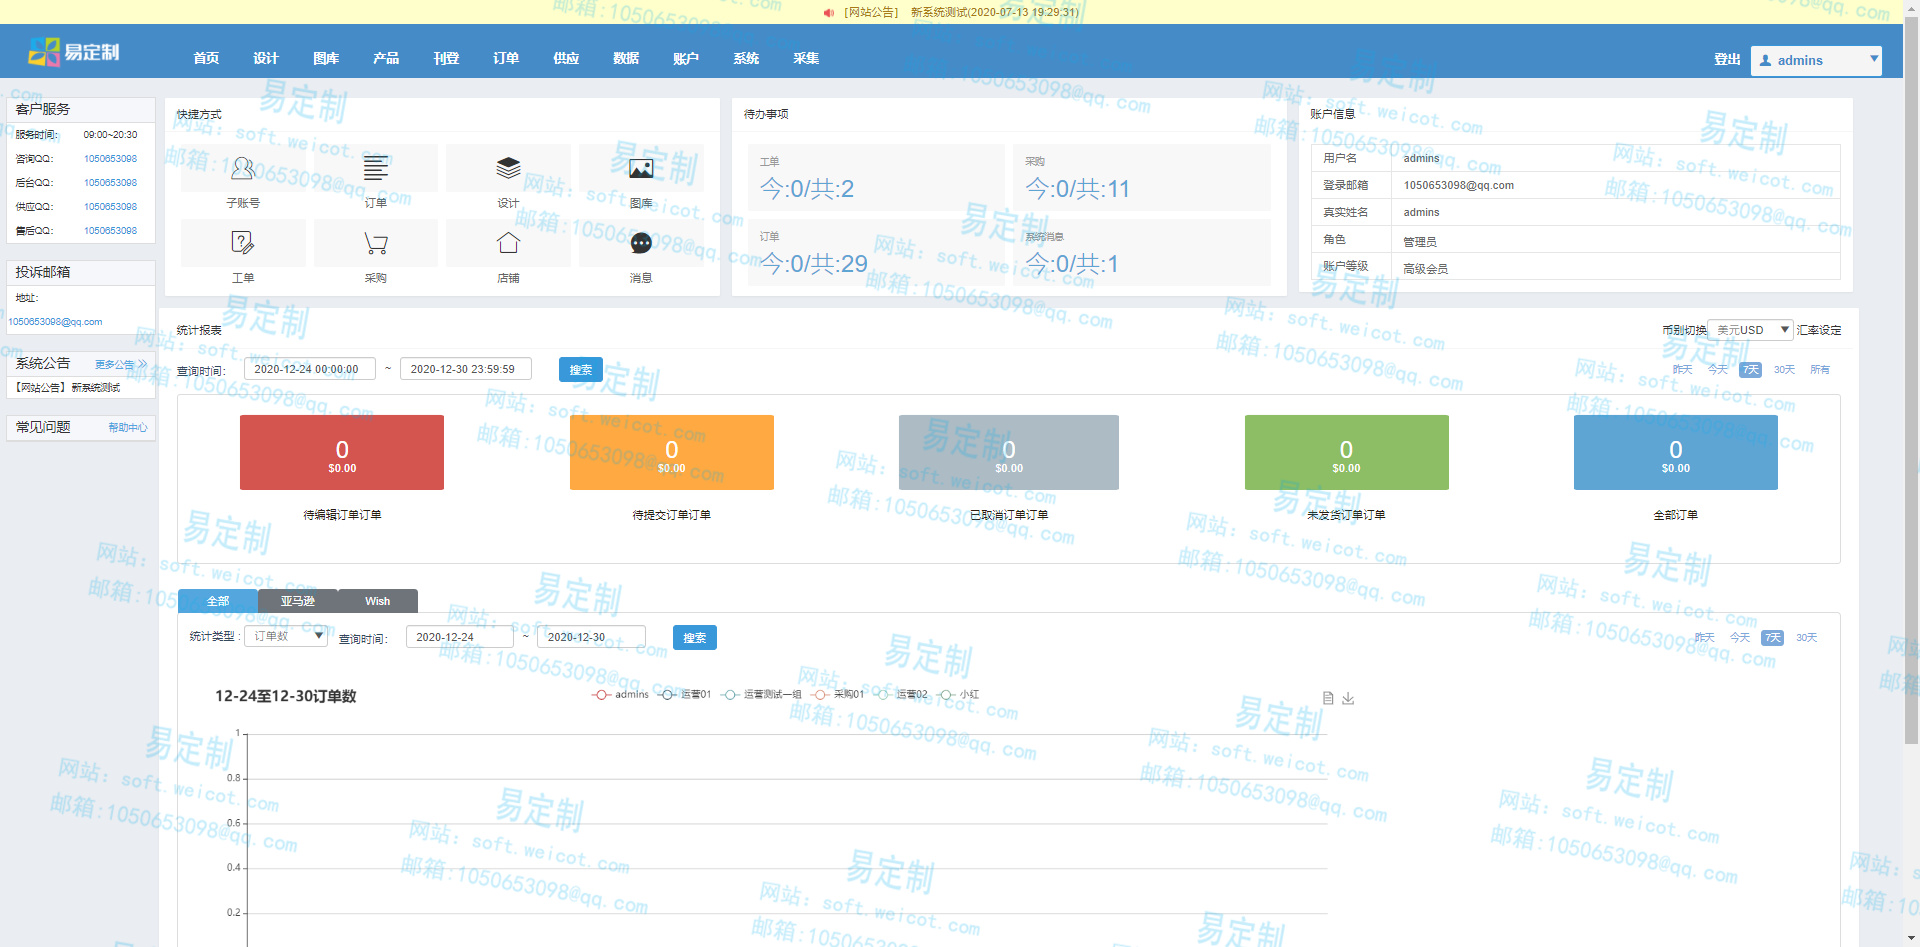 [网站公告] 新系统测试(2020-07-13 19:29:31)
易定制
首页 设计 图库 产品 刊登 订单 供应 数据 账户 系统 采集
登出 admins
客户服务
服务时间: 09:00~20:30
咨询QQ: 1050653098
后台QQ: 1050653098
供应QQ: 1050653098
售后QQ: 1050653098
投诉邮箱
地址:
1050653098@qq.com
系统公告 更多公告
【网站公告】新系统测试
常见问题 帮助中心
快捷方式
子账号 订单 设计 图库
工单 采购 店铺 消息
待办事项
工单
今:0/共:2
采购
今:0/共:11
订单
今:0/共:29
系统消息
今:0/共:1
账户信息
用户名 admins
登录邮箱 1050653098@qq.com
真实姓名 admins
角色 管理员
账户等级 高级会员
统计报表
币别切换 美元USD 汇率设定
查询时间: 2020-12-24 00:00:00 ~ 2020-12-30 23:59:59 搜索
昨天 今天 7天 30天 所有
0
$0.00
待编辑订单订单
0
$0.00
待提交订单订单
0
$0.00
已取消订单订单
0
$0.00
未发货订单订单
0
$0.00
全部订单
全部 亚马逊 Wish
统计类型: 订单数 查询时间: 2020-12-24 ~ 2020-12-30 搜索
昨天 今天 7天 30天
12-24至12-30订单数
admins 运营01 运营测试一组 采购01 运营02 小红
1
0.8
0.6
0.4
0.2
易定制
网站: soft.weicot.com
邮箱:1050653098@qq.com